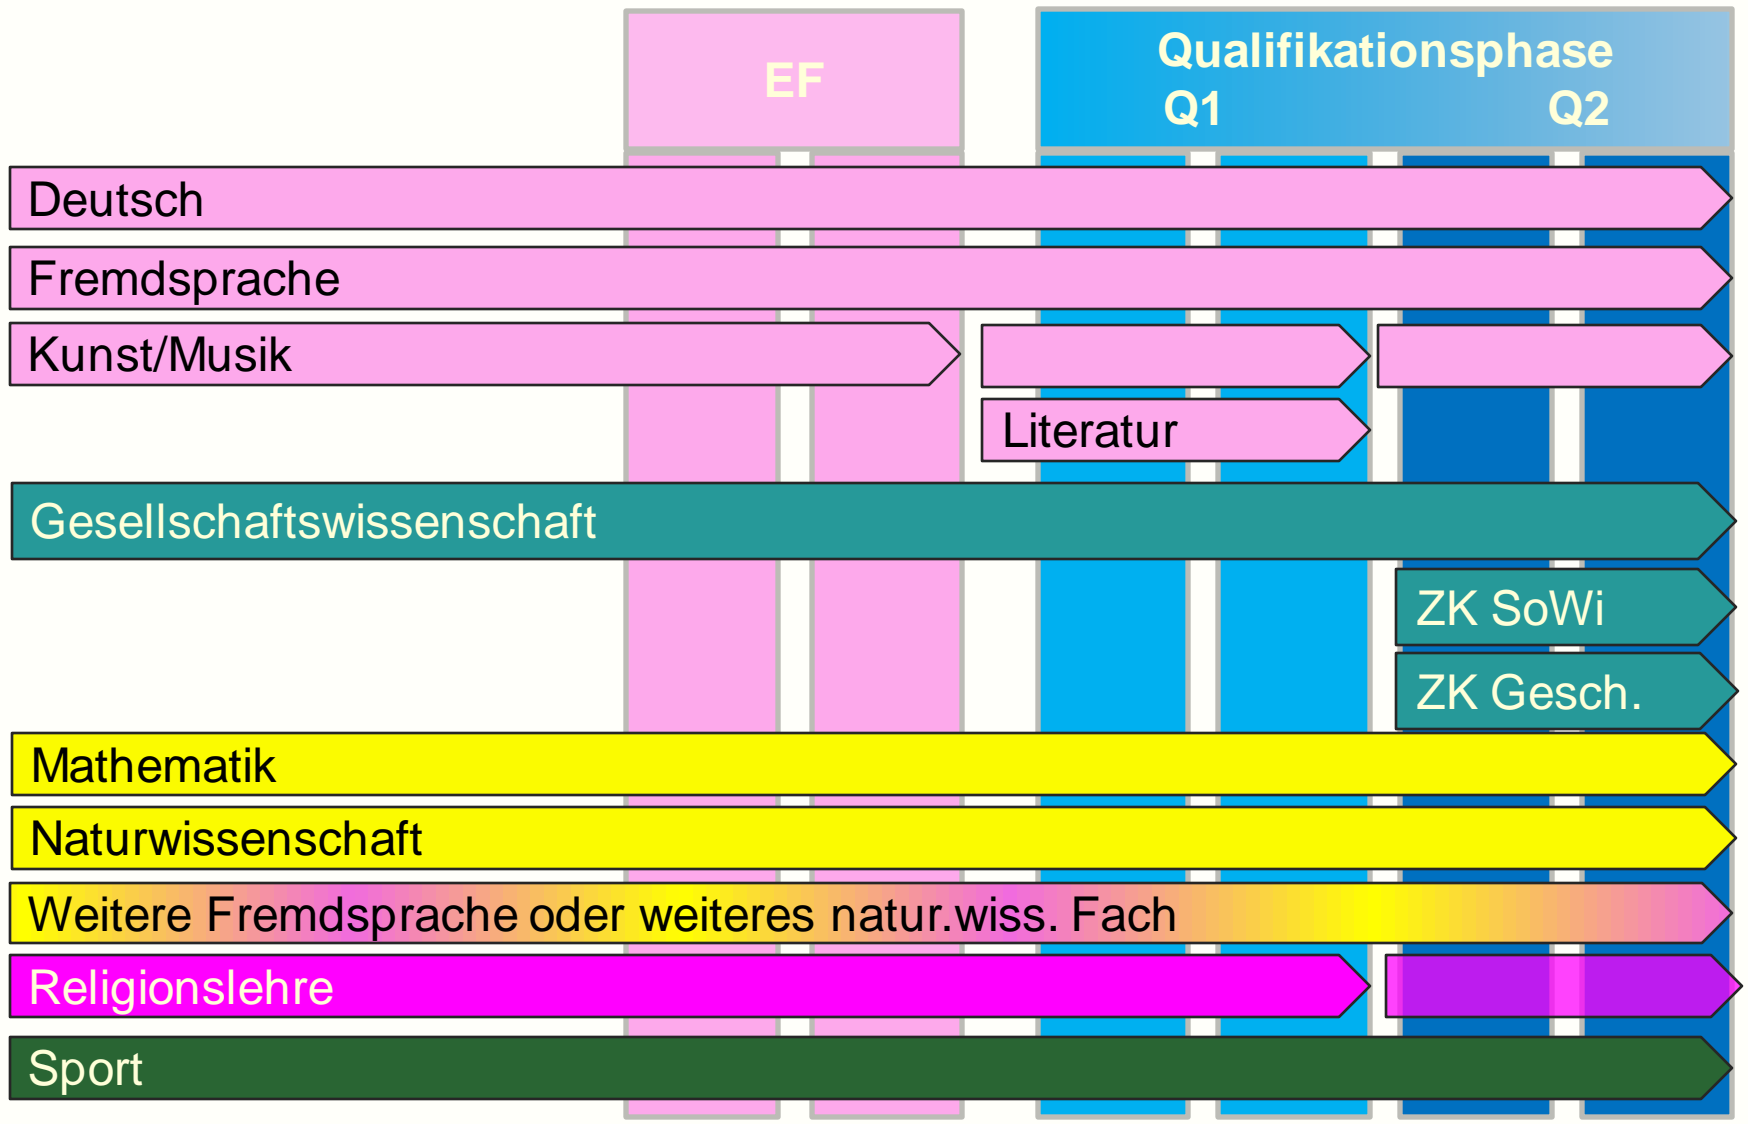 EF
Qualifikationsphase
Q1 Q2
Deutsch
Fremdsprache
Kunst/Musik
Literatur
Gesellschaftswissenschaft
ZK SoWi
ZK Gesch.
Mathematik
Naturwissenschaft
Weitere Fremdsprache oder weiteres natur.wiss. Fach
Religionslehre
Sport